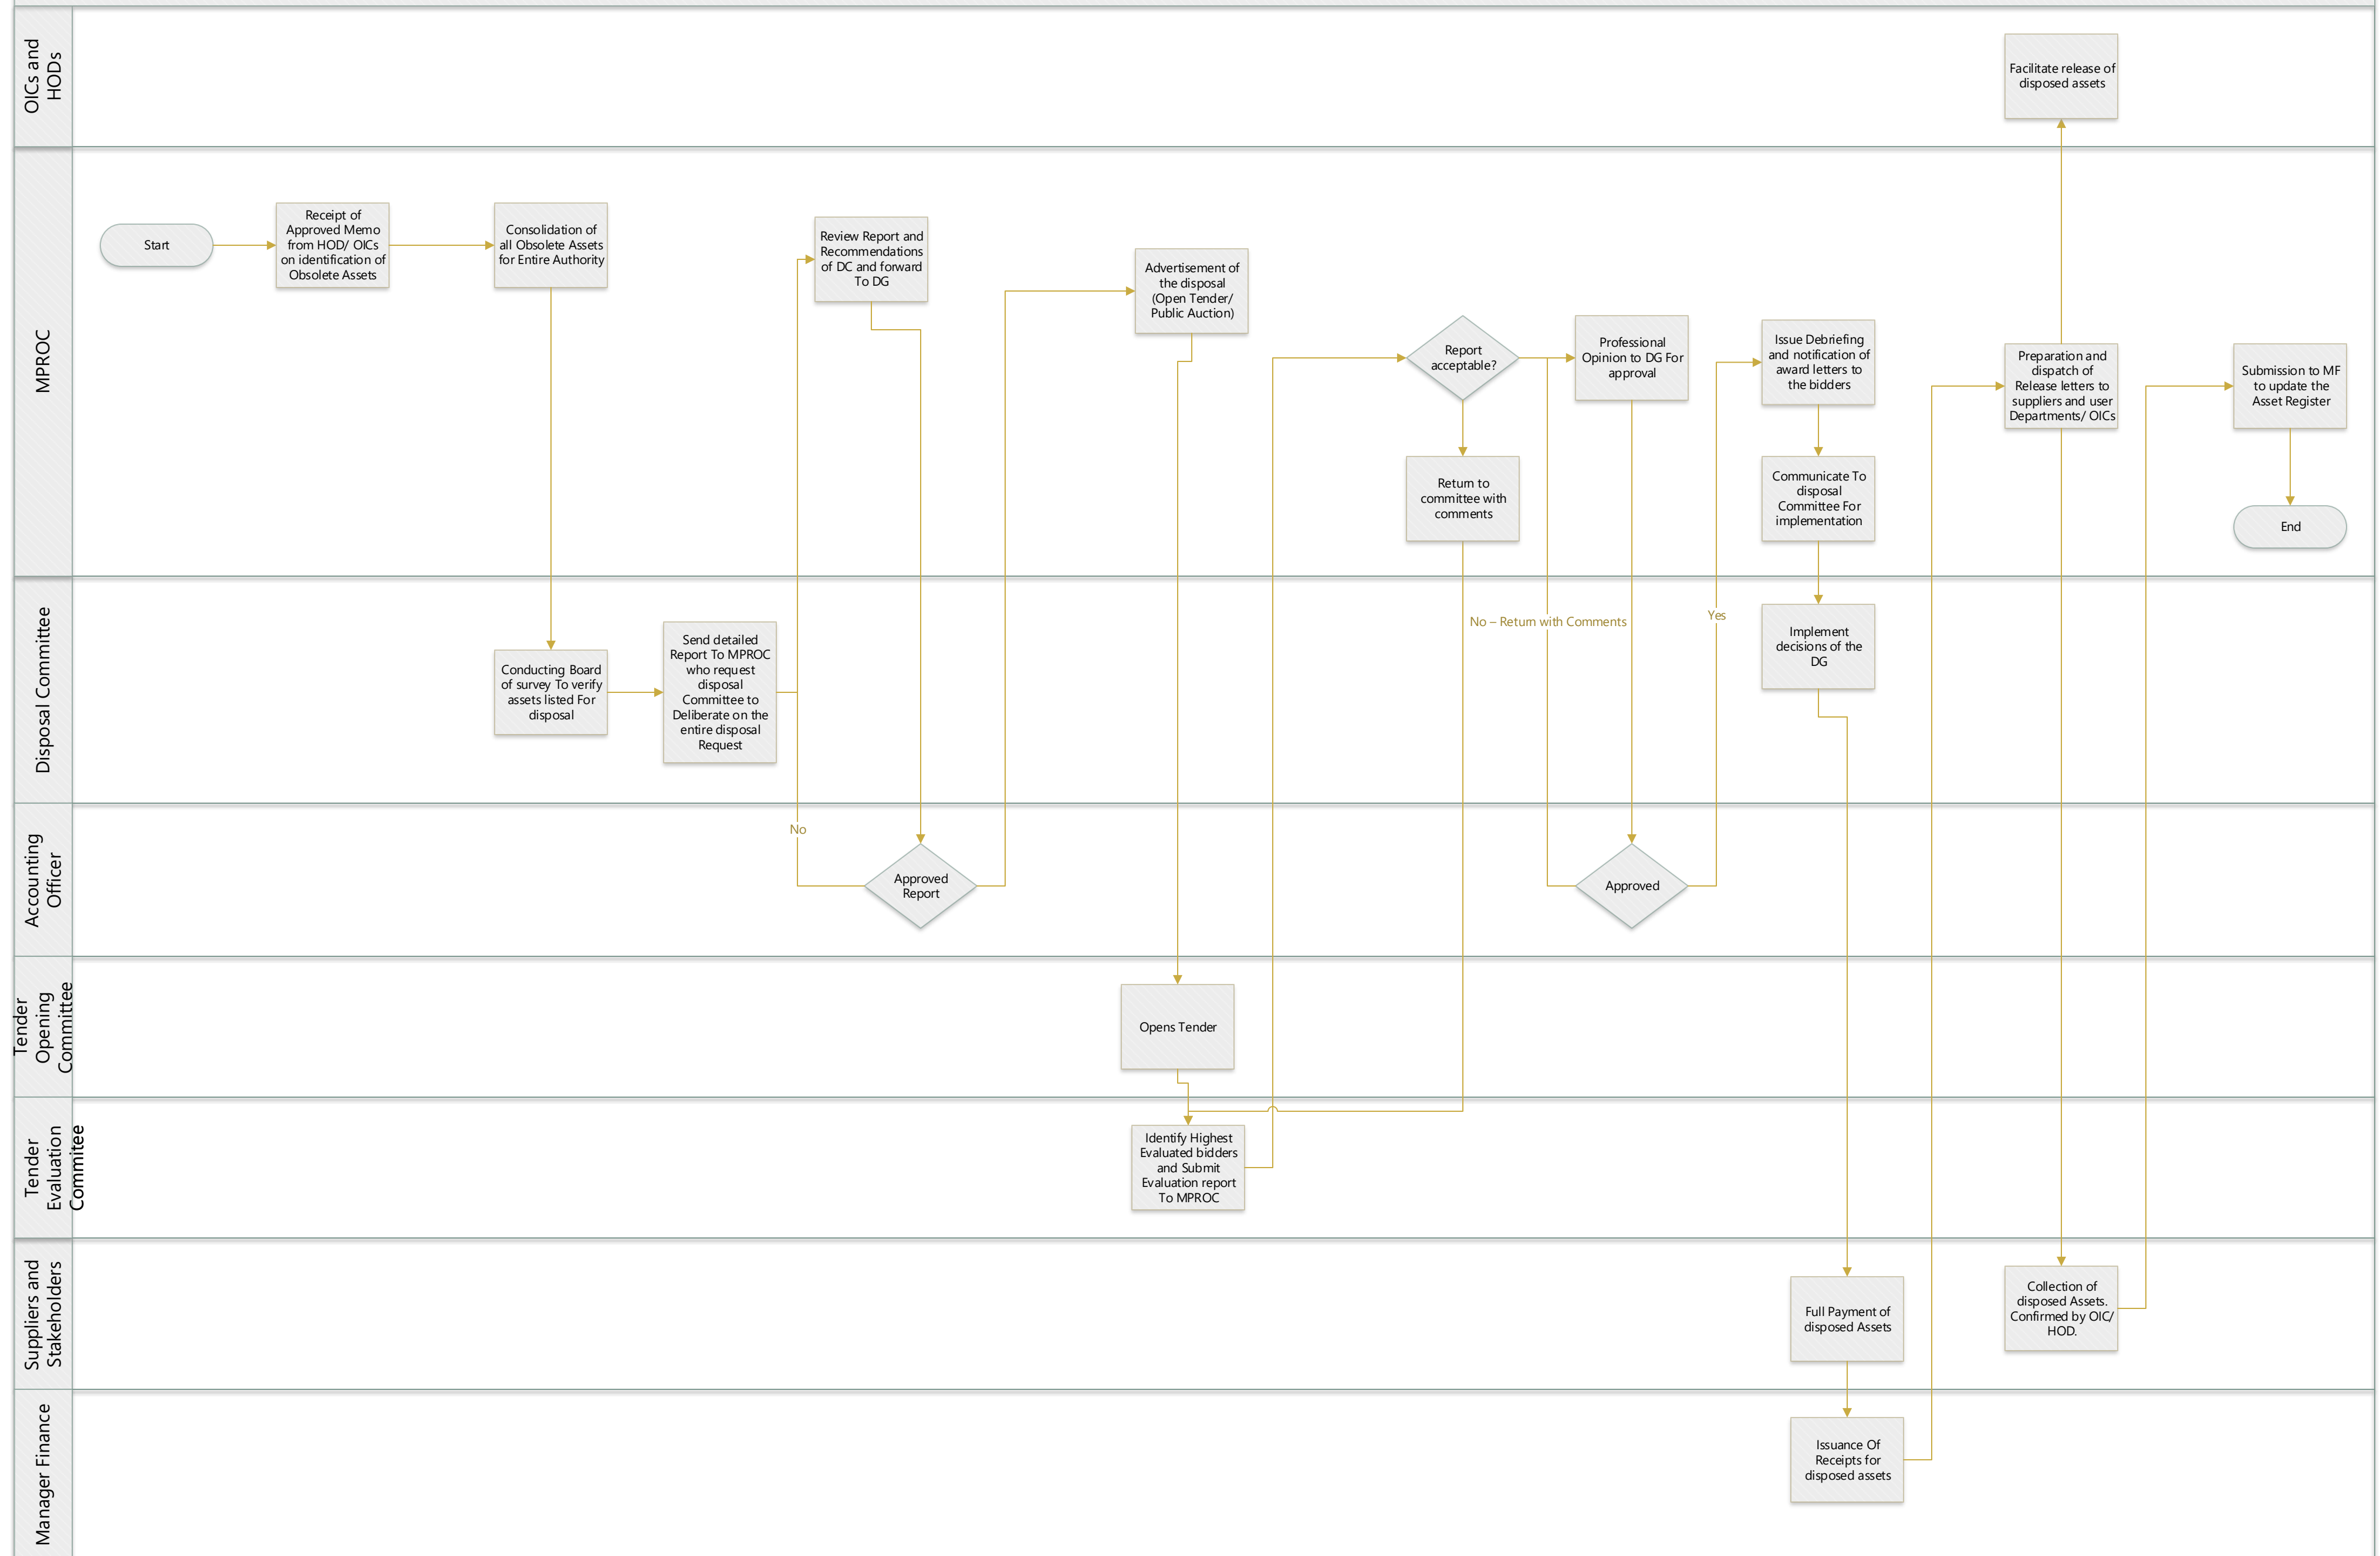 OICs and
HODs
Facilitate release of
disposed assets
MPROC
Start
Receipt of
Approved Memo
from HOD/ OICs
on identification of
Obsolete Assets
Consolidation of
all Obsolete Assets
for Entire Authority
Review Report and
Recommendations
of DC and forward
To DG
Advertisement of
the disposal
(Open Tender/
Public Auction)
Report
acceptable?
Professional
Opinion to DG For
approval
Issue Debriefing
and notification of
award letters to
the bidders
Preparation and
dispatch of
Release letters to
suppliers and user
Departments/ OICs
Submission to MF
to update the
Asset Register
Return to
committee with
comments
Communicate To
disposal
Committee For
implementation
End
Disposal Committee
Conducting Board
of survey To verify
assets listed For
disposal
Send detailed
Report To MPROC
who request
disposal
Committee to
Deliberate on the
entire disposal
Request
No – Return with Comments
Yes
Implement
decisions of the
DG
Accounting
Officer
No
Approved
Report
Approved
Tender
Opening
Committee
Opens Tender
Tender
Evaluation
Commitee
Identify Highest
Evaluated bidders
and Submit
Evaluation report
To MPROC
Suppliers and
Stakeholders
Full Payment of
disposed Assets
Collection of
disposed Assets.
Confirmed by OIC/
HOD.
Manager Finance
Issuance Of
Receipts for
disposed assets